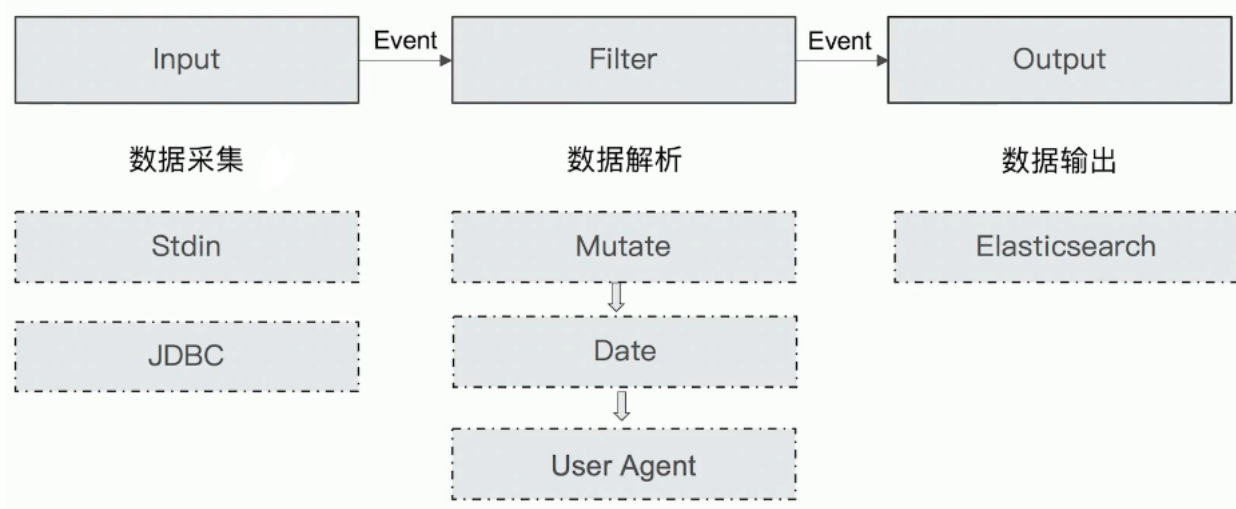 Input
Event
Filter
Event
Output
数据采集
数据解析
数据输出
Stdin
Mutate
Elasticsearch
JDBC
Date
User Agent